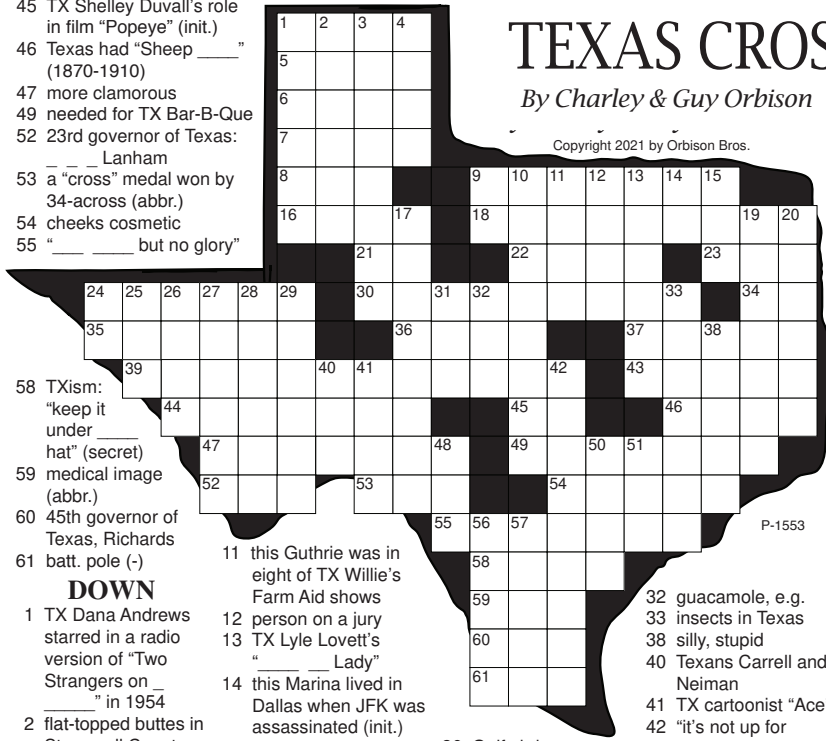 45 TX Shelley Duvall's role
in film “Popeye” (init.)
46 Texas had “Sheep ____”
(1870-1910)
47 more clamorous
49 needed for TX Bar-B-Que
52 23rd governor of Texas:
_ _ _ Lanham
53 a “cross” medal won by
34-across (abbr.)
54 cheeks cosmetic
55 “___ ____ but no glory”
TEXAS CROS
By Charley & Guy Orbison
Copyright 2021 by Orbison Bros.
1 2 3 4
5
6
7
8 9 10 11 12 13 14 15
16 17 18 19 20
21 22 23
24 25 26 27 28 29 30 31 32 33 34
35 36 37 38
39 40 41 42 43
44 45 46
47 48 49 50 51
52 53 54
55 56 57
58
59
60
61
P-1553
58 TXism:
“keep it
under ____
hat” (secret)
59 medical image
(abbr.)
60 45th governor of
Texas, Richards
61 batt. pole (-)
DOWN
1 TX Dana Andrews
starred in a radio
version of “Two
Strangers on _
_____” in 1954
2 flat-topped buttes in
11 this Guthrie was in
eight of TX Willie's
Farm Aid shows
12 person on a jury
13 TX Lyle Lovett's
“____ __ Lady”
14 this Marina lived in
Dallas when JFK was
assassinated (init.)
32 guacamole, e.g.
33 insects in Texas
38 silly, stupid
40 Texans Carrell and
Neiman
41 TX cartoonist “Ace
42 “it's not up for